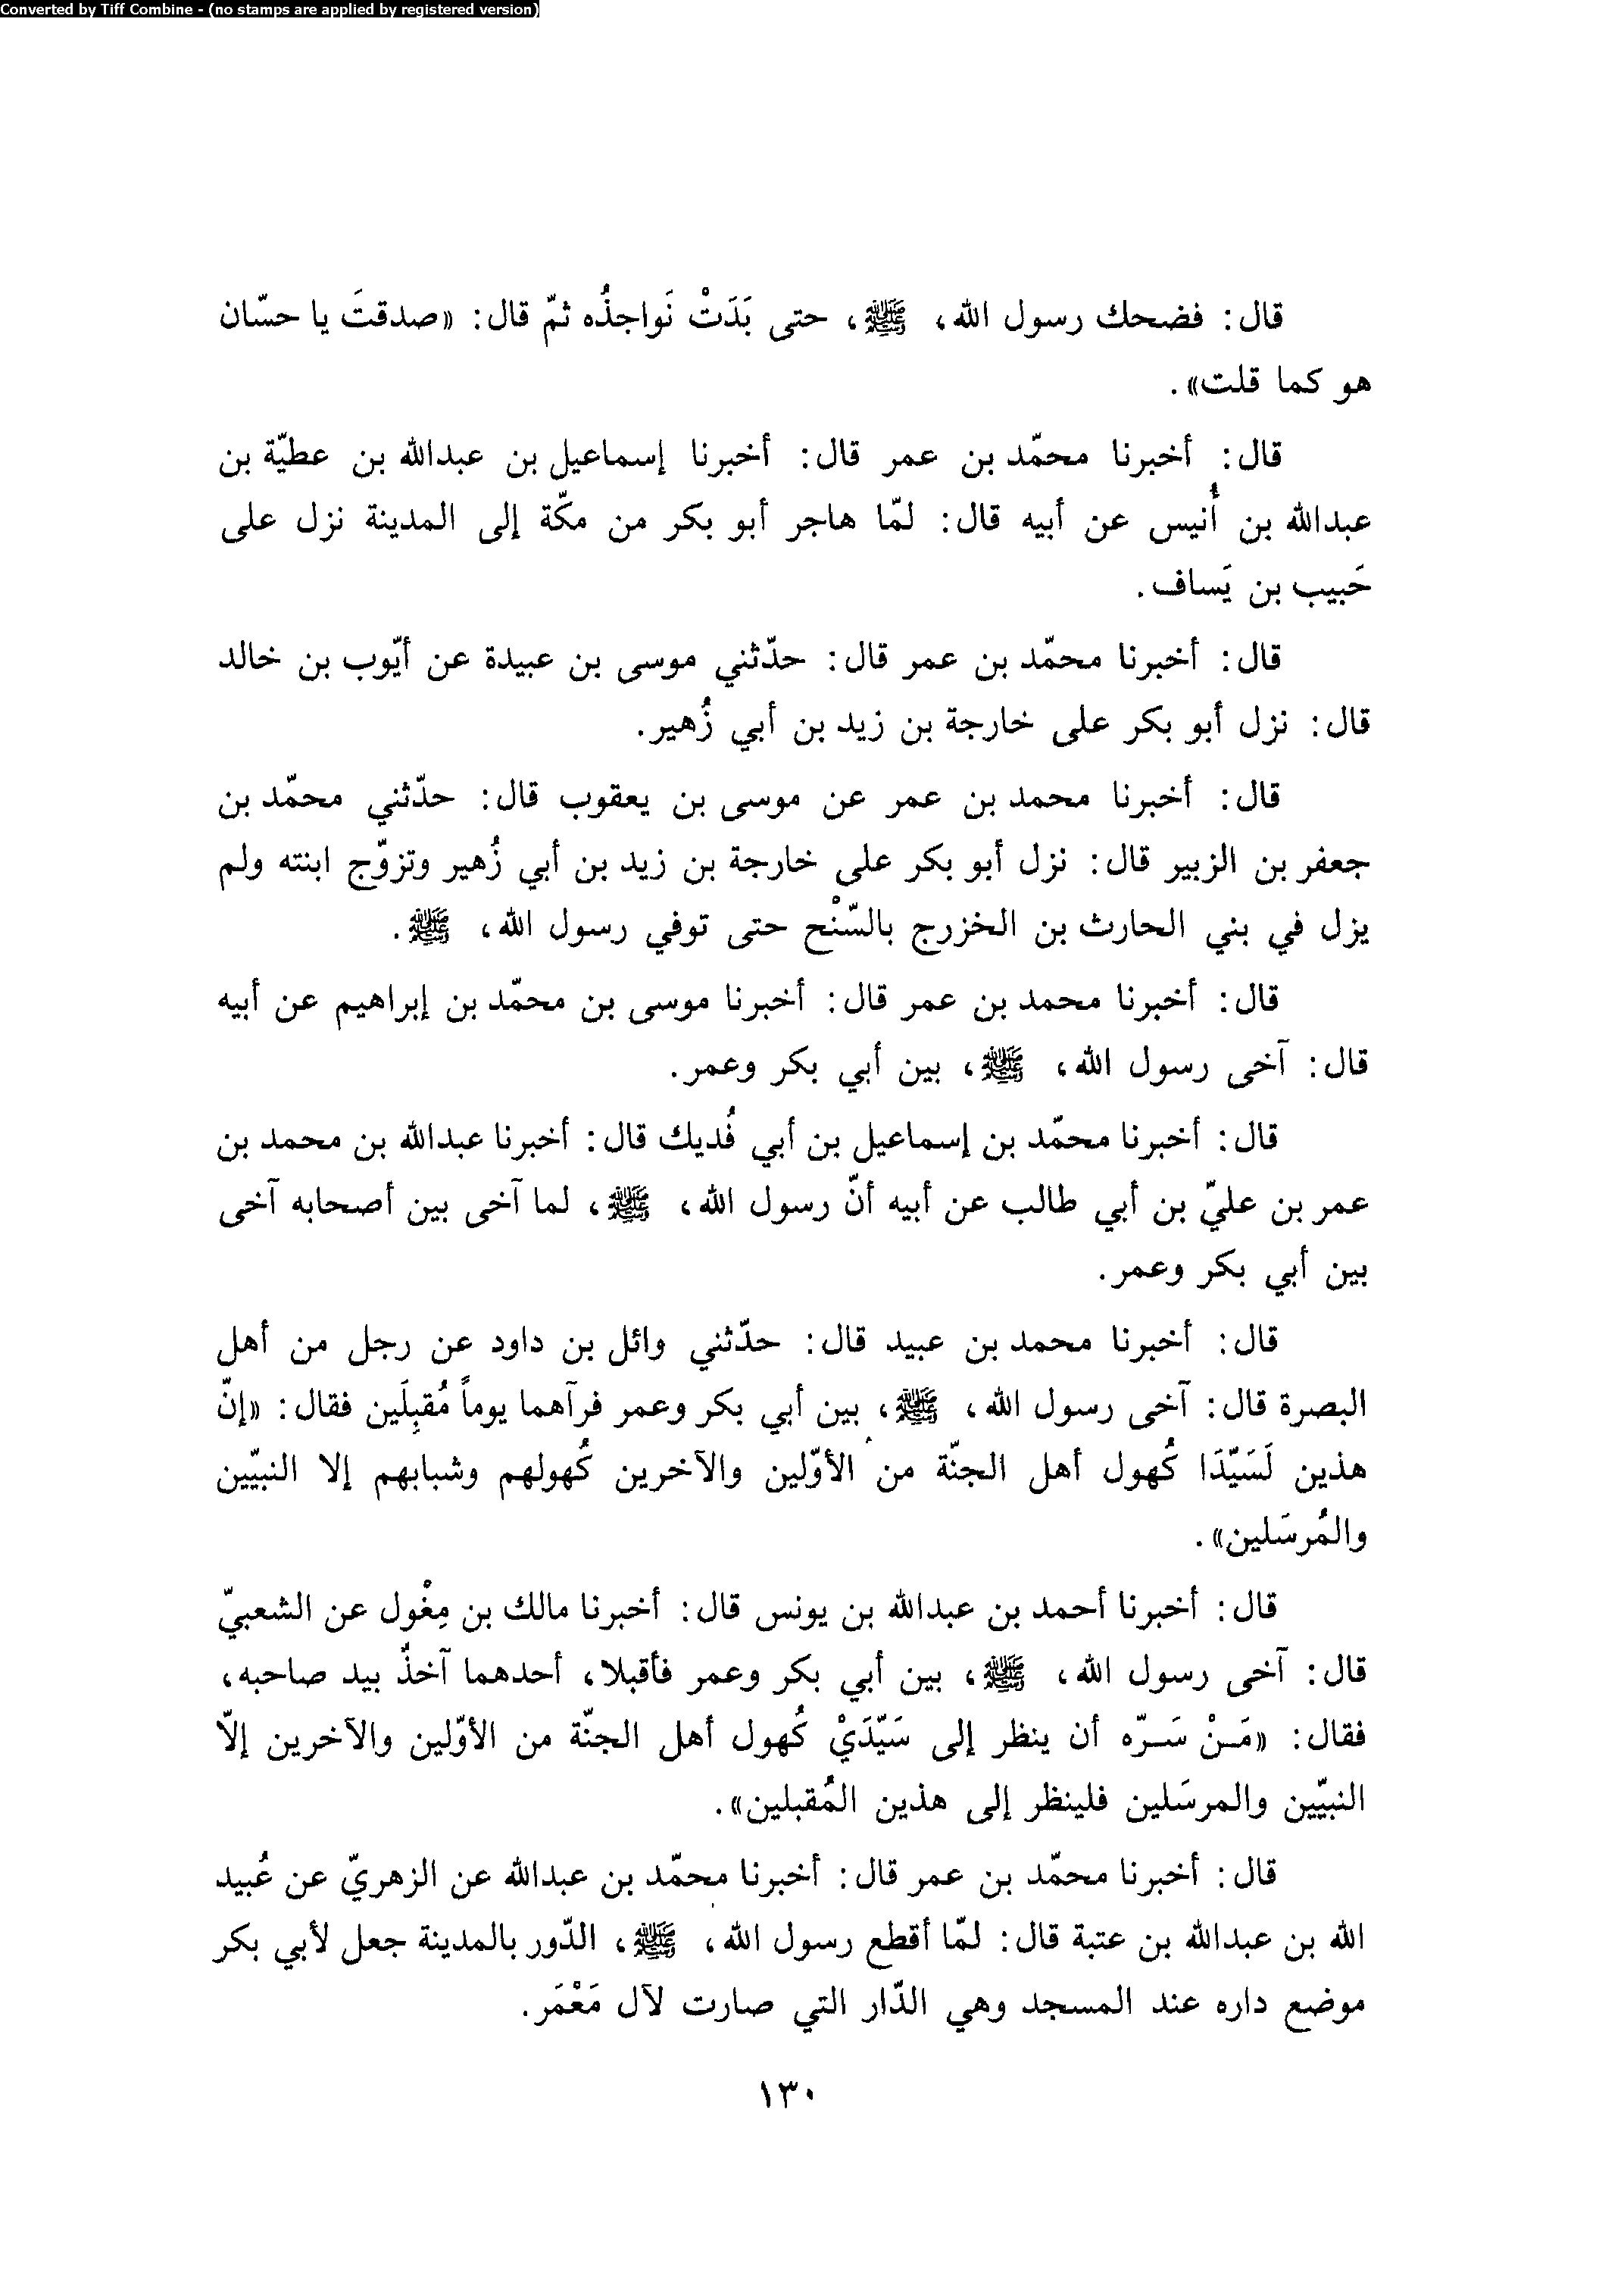 Converted by Tiff Combine - (no stamps are applied by registered version)
قال: فضحك رسول الله، ﷺ، حتى بَدَتْ نَواجذُه ثمّ قال: «صدقتَ يا حسّان
هو كما قلت».
قال: أخبرنا محمّد بن عمر قال: أخبرنا إسماعيل بن عبدالله بن عطيّة بن
عبدالله بن أُنيس عن أبيه قال: لمّا هاجر أبو بكر من مكّة إلى المدينة نزل على
حَبيب بن يَساف.
قال: أخبرنا محمّد بن عمر قال: حدّثني موسى بن عبيدة عن أيّوب بن خالد
قال: نزل أبو بكر على خارجة بن زيد بن أبي زُهير.
قال: أخبرنا محمد بن عمر عن موسى بن يعقوب قال: حدّثني محمّد بن
جعفر بن الزبير قال: نزل أبو بكر على خارجة بن زيد بن أبي زُهير وتزوّج ابنته ولم
يزل في بني الحارث بن الخزرج بالسّنْح حتى توفي رسول الله، ﷺ.
قال: أخبرنا محمد بن عمر قال: أخبرنا موسى بن محمّد بن إبراهيم عن أبيه
قال: آخى رسول الله، ﷺ، بين أبي بكر وعمر.
قال: أخبرنا محمّد بن إسماعيل بن أبي فُديك قال: أخبرنا عبدالله بن محمد بن
عمر بن عليّ بن أبي طالب عن أبيه أنّ رسول الله، ﷺ، لما آخى بين أصحابه آخى
بين أبي بكر وعمر.
قال: أخبرنا محمد بن عبيد قال: حدّثني وائل بن داود عن رجل من أهل
البصرة قال: آخى رسول الله، ﷺ، بين أبي بكر وعمر فرآهما يوماً مُقبِلَين فقال: «إنّ
هذين لَسَيّدَا كُهول أهل الجنّة من الأوّلين والآخرين كُهولهم وشبابهم إلا النبيّين
والمُرسَلين».
قال: أخبرنا أحمد بن عبدالله بن يونس قال: أخبرنا مالك بن مِغْول عن الشعبيّ
قال: آخى رسول الله، ﷺ، بين أبي بكر وعمر فأقبلا، أحدهما آخذٌ بيد صاحبه،
فقال: «مَـنْ سَـرّه أن ينظر إلى سَيّدَيْ كُهول أهل الجنّة من الأوّلين والآخرين إلاّ
النبيّين والمرسَلين فلينظر إلى هذين المُقبلين».
قال: أخبرنا محمّد بن عمر قال: أخبرنا محمّد بن عبدالله عن الزهريّ عن عُبيد
الله بن عبدالله بن عتبة قال: لمّا أقطع رسول الله، ﷺ، الدّور بالمدينة جعل لأبي بكر
موضع داره عند المسجد وهي الدّار التي صارت لآل مَعْمَر.
١٣٠